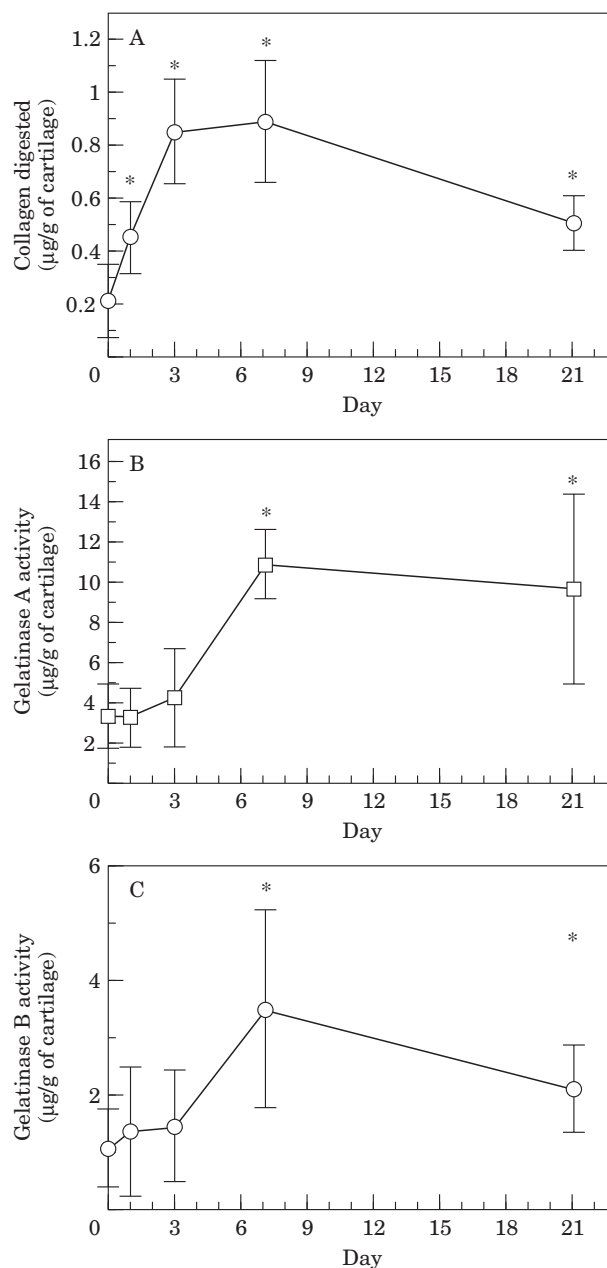 A
1.2
1
0.8
0.6
0.4
0.2
0
* * * *
Collagen digested
(µg/g of cartilage)
0 3 6 9 12 15 18 21
Day
B
16
14
12
10
8
6
4
2
* *
Gelatinase A activity
(µg/g of cartilage)
0 3 6 9 12 15 18 21
Day
C
6
4
2
* *
Gelatinase B activity
(µg/g of cartilage)
0 3 6 9 12 15 18 21
Day